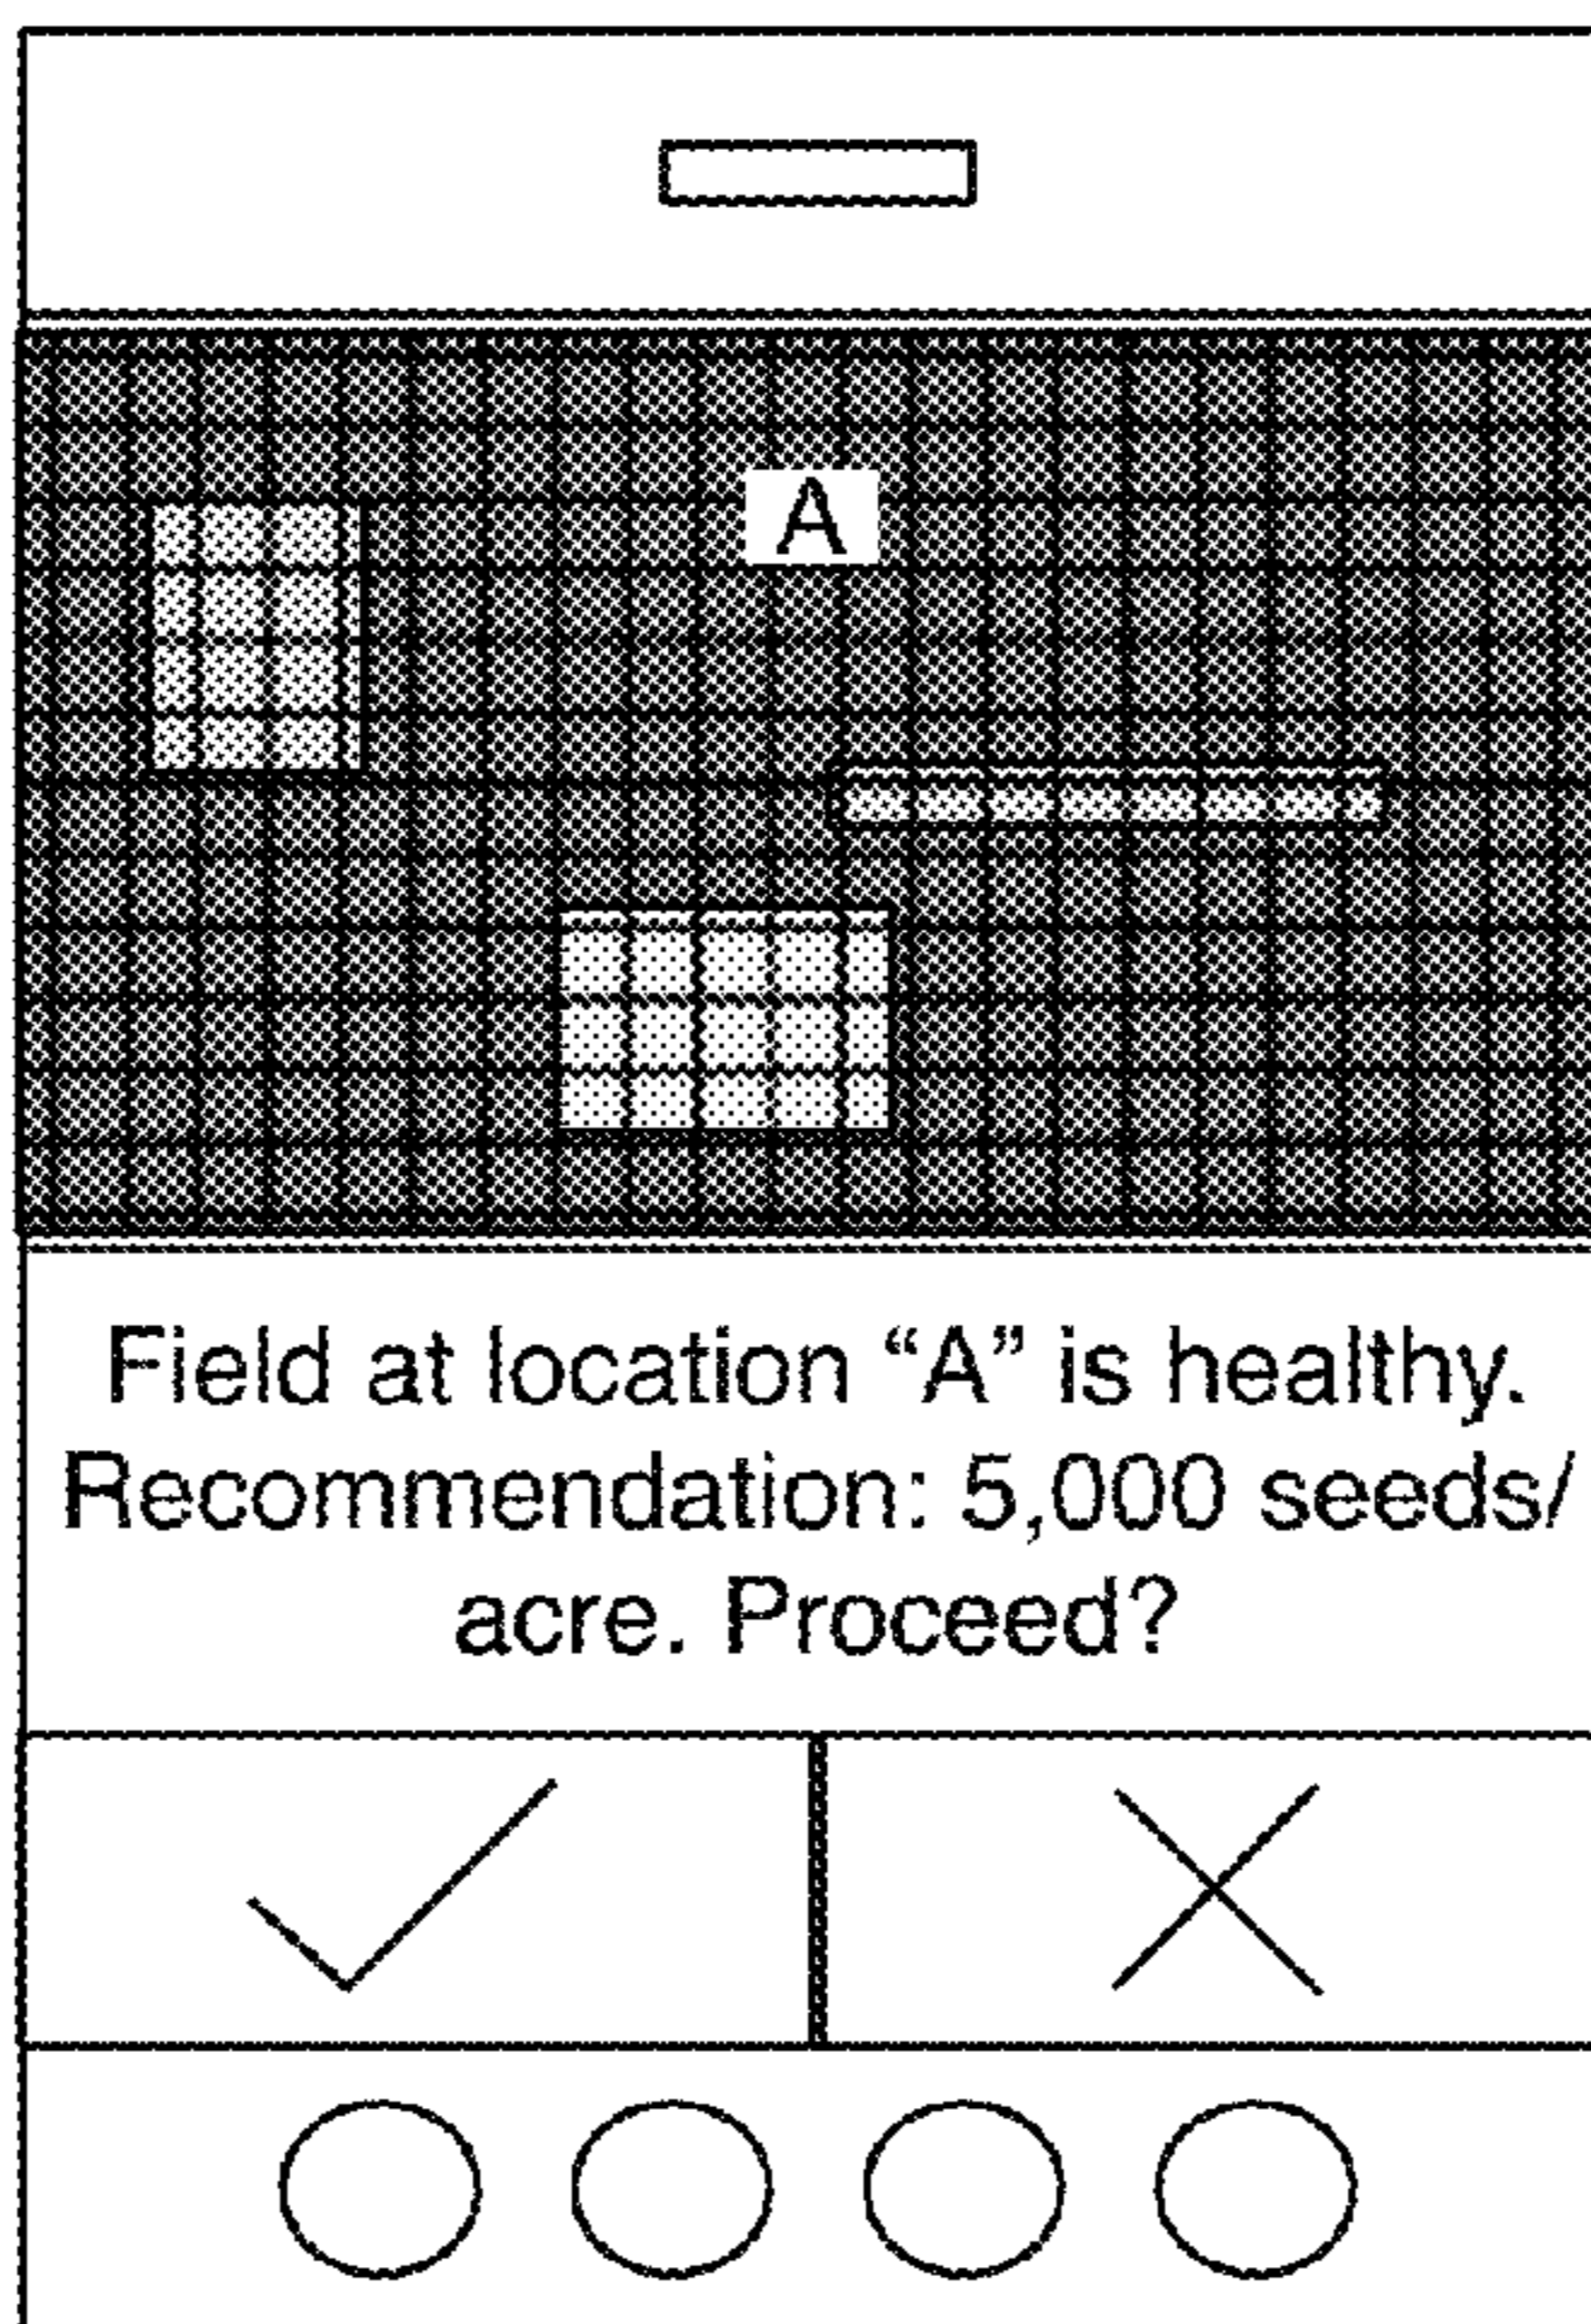 A
Field at location “A” is healthy.
Recommendation: 5,000 seeds/
acre. Proceed?